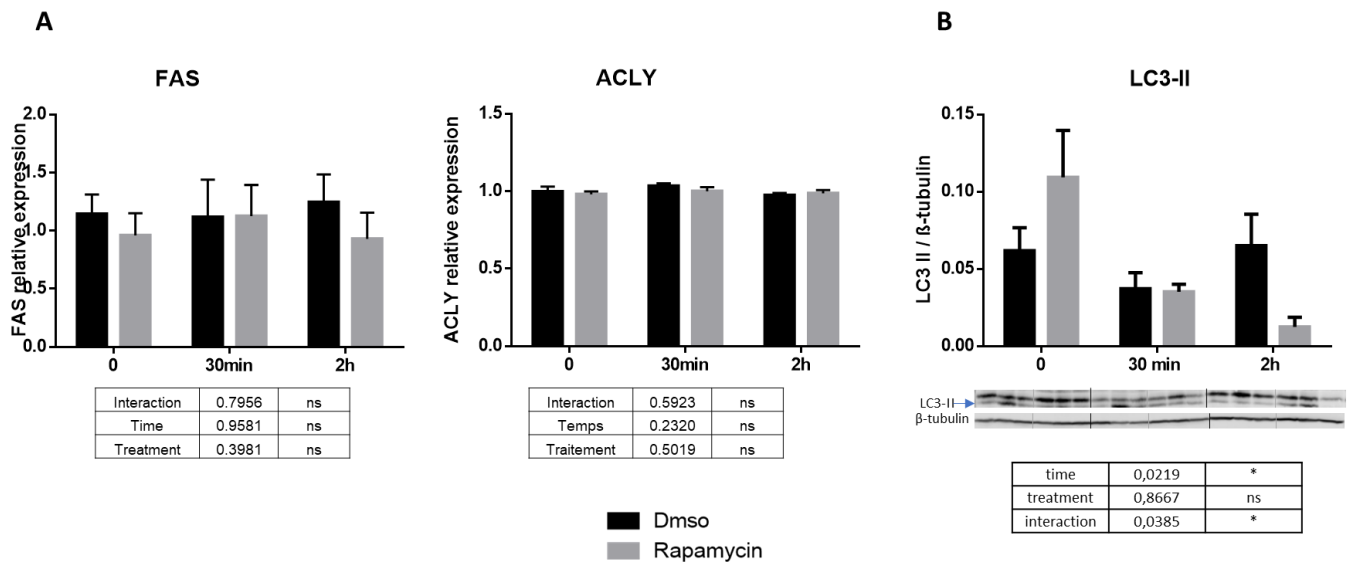 A
B
FAS
FAS relative expression
2.0
1.5
1.0
0.5
0.0
0 30min 2h
Interaction 0.7956 ns
Time 0.9581 ns
Treatment 0.3981 ns
ACLY
ACLY relative expression
1.5
1.0
0.5
0.0
0 30min 2h
Interaction 0.5923 ns
Temps 0.2320 ns
Traitement 0.5019 ns
LC3-II
LC3 II / ß-tubulin
0.15
0.10
0.05
0.00
0 30 min 2h
LC3-II
β-tubulin
time 0,0219 *
treatment 0,8667 ns
interaction 0,0385 *
Dmso
Rapamycin